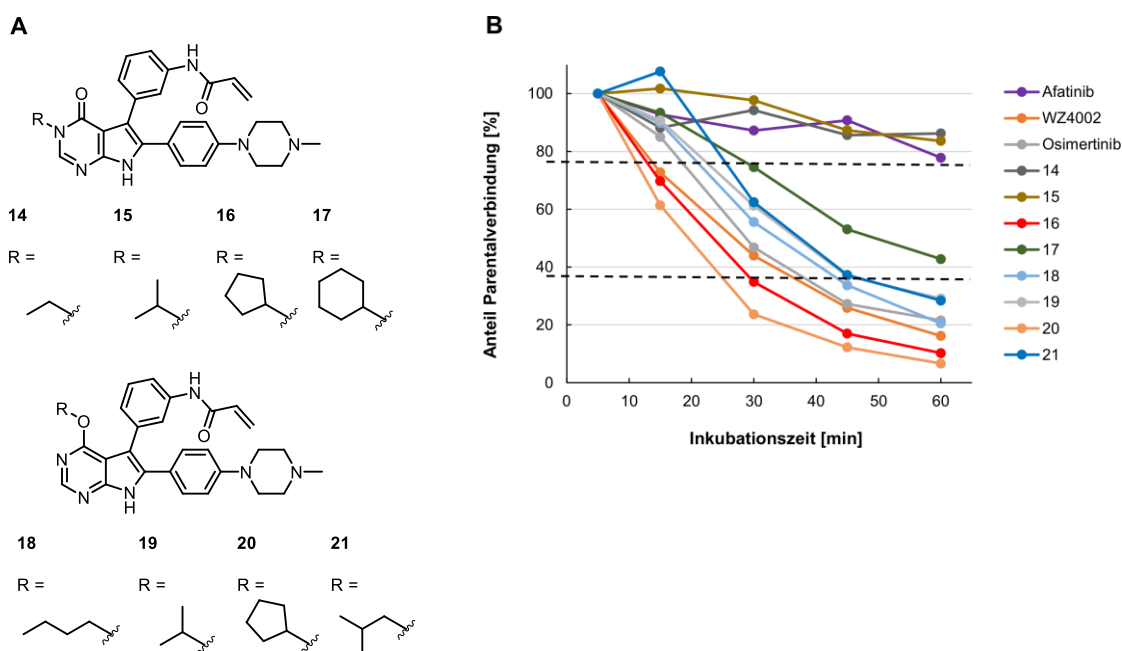 A
H
N
O
O
R
N
N
N
H
N
N
14 15 16 17
R = R = R = R =
R
O
H
N
O
N
N
N
H
N
N
18 19 20 21
R = R = R = R =
B
Anteil Parentalverbindung [%]
100
80
60
40
20
0
0 10 20 30 40 50 60
Inkubationszeit [min]
Afatinib
WZ4002
Osimertinib
14
15
16
17
18
19
20
21